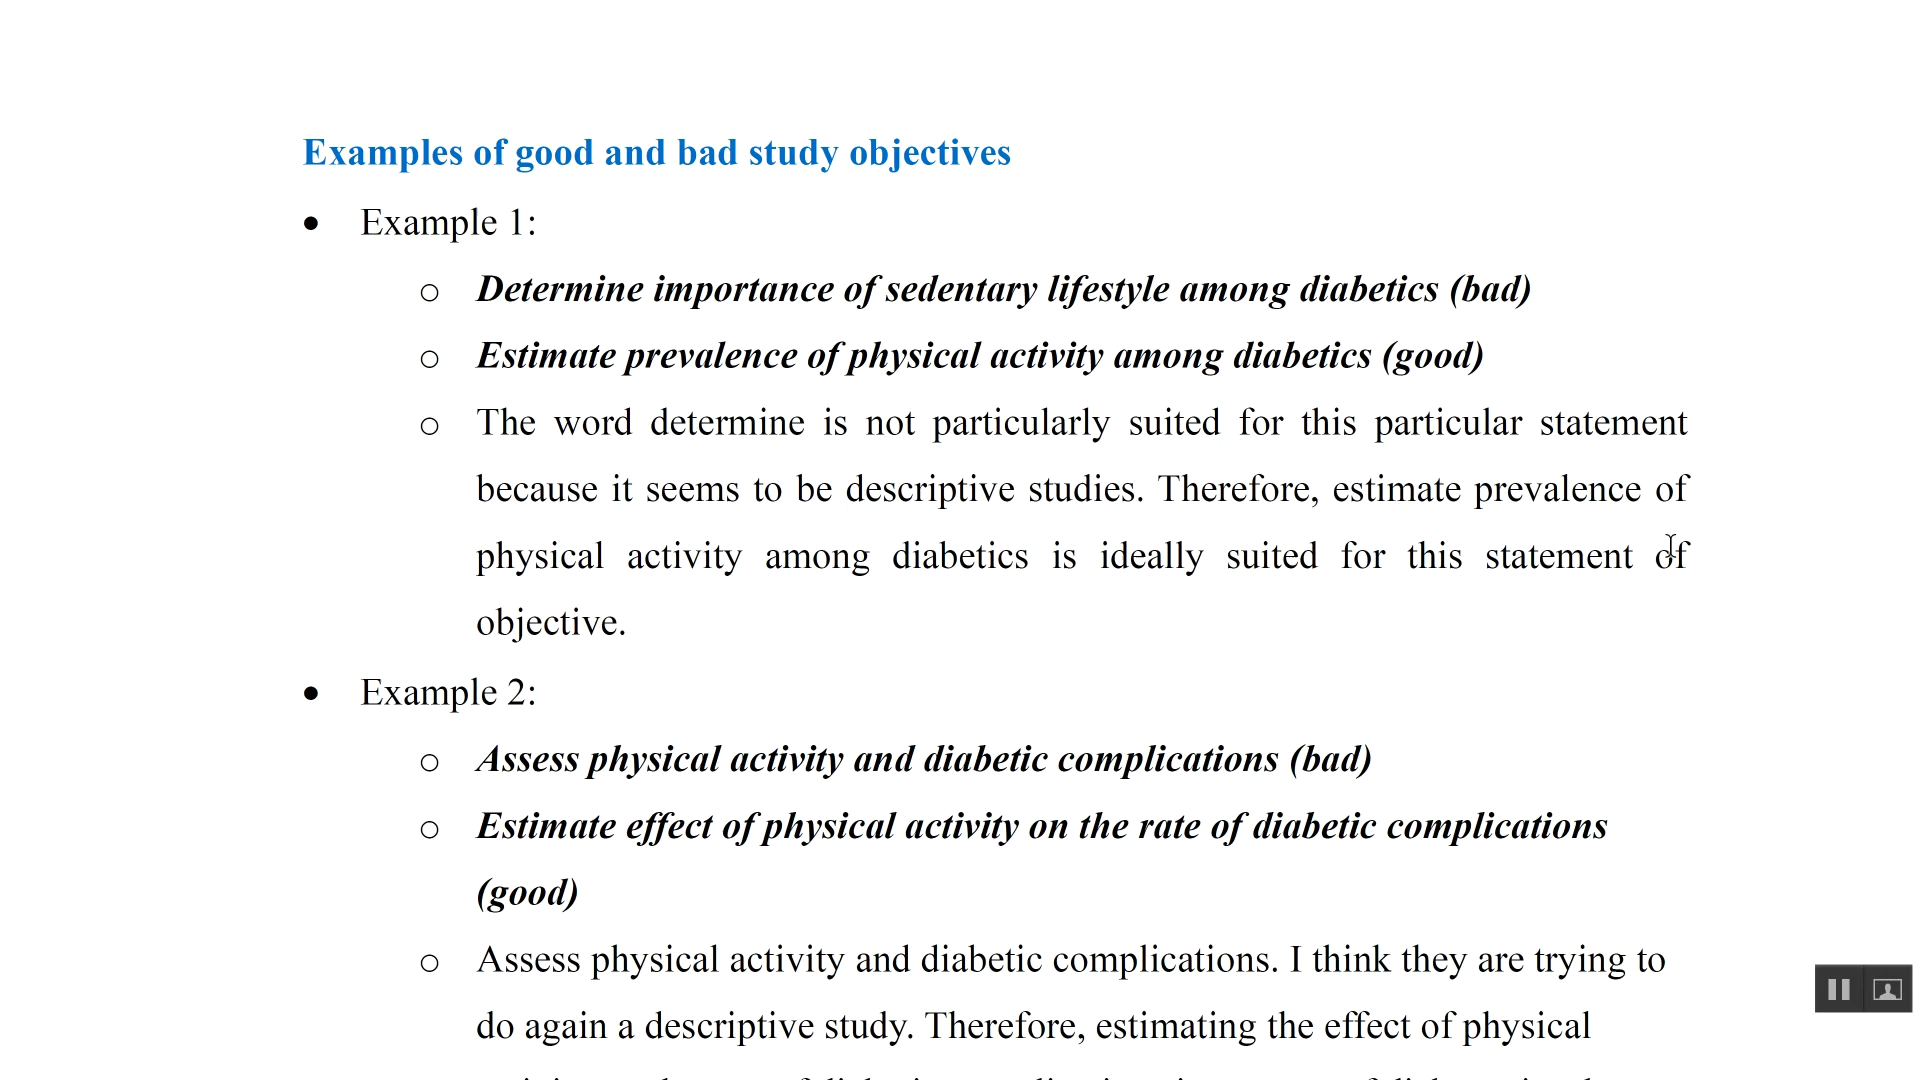 Examples of good and bad study objectives
• Example 1:
o Determine importance of sedentary lifestyle among diabetics (bad)
o Estimate prevalence of physical activity among diabetics (good)
o The word determine is not particularly suited for this particular statement
because it seems to be descriptive studies. Therefore, estimate prevalence of
physical activity among diabetics is ideally suited for this statement of
objective.
• Example 2:
o Assess physical activity and diabetic complications (bad)
o Estimate effect of physical activity on the rate of diabetic complications
(good)
o Assess physical activity and diabetic complications. I think they are trying to
do again a descriptive study. Therefore, estimating the effect of physical